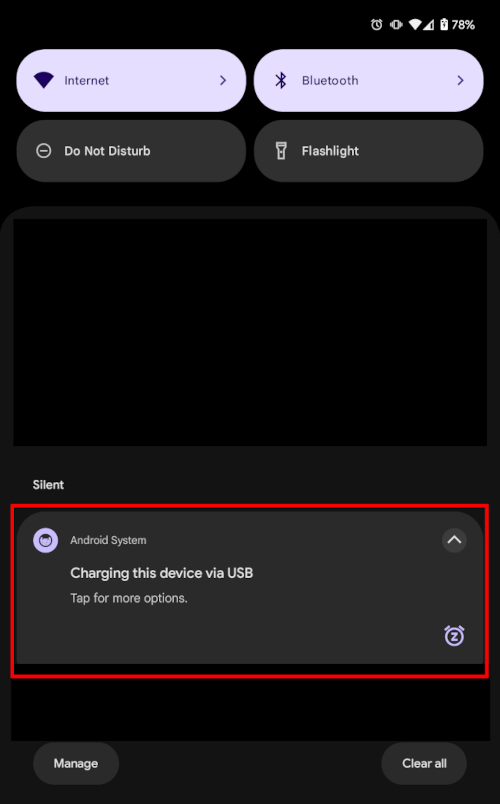 78%
Internet
Bluetooth
Do Not Disturb
Flashlight
Silent
Android System
Charging this device via USB
Tap for more options.
Manage
Clear all